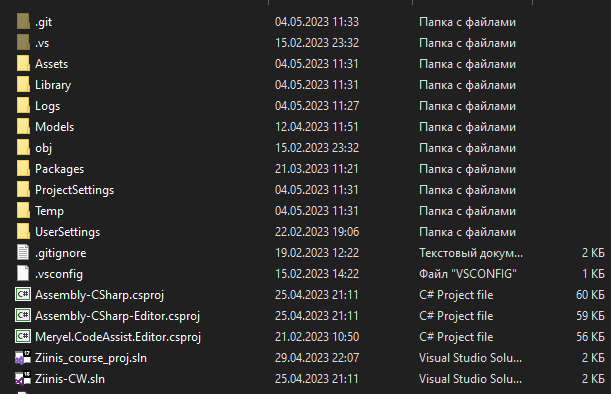 .git 04.05.2023 11:33 Папка с файлами
.vs 15.02.2023 23:32 Папка с файлами
Assets 04.05.2023 11:31 Папка с файлами
Library 04.05.2023 11:31 Папка с файлами
Logs 04.05.2023 11:27 Папка с файлами
Models 12.04.2023 11:51 Папка с файлами
obj 15.02.2023 23:32 Папка с файлами
Packages 21.03.2023 11:21 Папка с файлами
ProjectSettings 04.05.2023 11:31 Папка с файлами
Temp 04.05.2023 11:31 Папка с файлами
UserSettings 22.02.2023 19:06 Папка с файлами
.gitignore 19.02.2023 12:22 Текстовый докум... 2 КБ
.vsconfig 15.02.2023 14:22 Файл "VSCONFIG" 1 КБ
Assembly-CSharp.csproj 25.04.2023 21:11 C# Project file 60 КБ
Assembly-CSharp-Editor.csproj 25.04.2023 21:11 C# Project file 59 КБ
Meryel.CodeAssist.Editor.csproj 21.02.2023 10:50 C# Project file 56 КБ
Ziinis_course_proj.sln 29.04.2023 22:07 Visual Studio Solu... 2 КБ
Ziinis-CW.sln 25.04.2023 21:11 Visual Studio Solu... 2 КБ